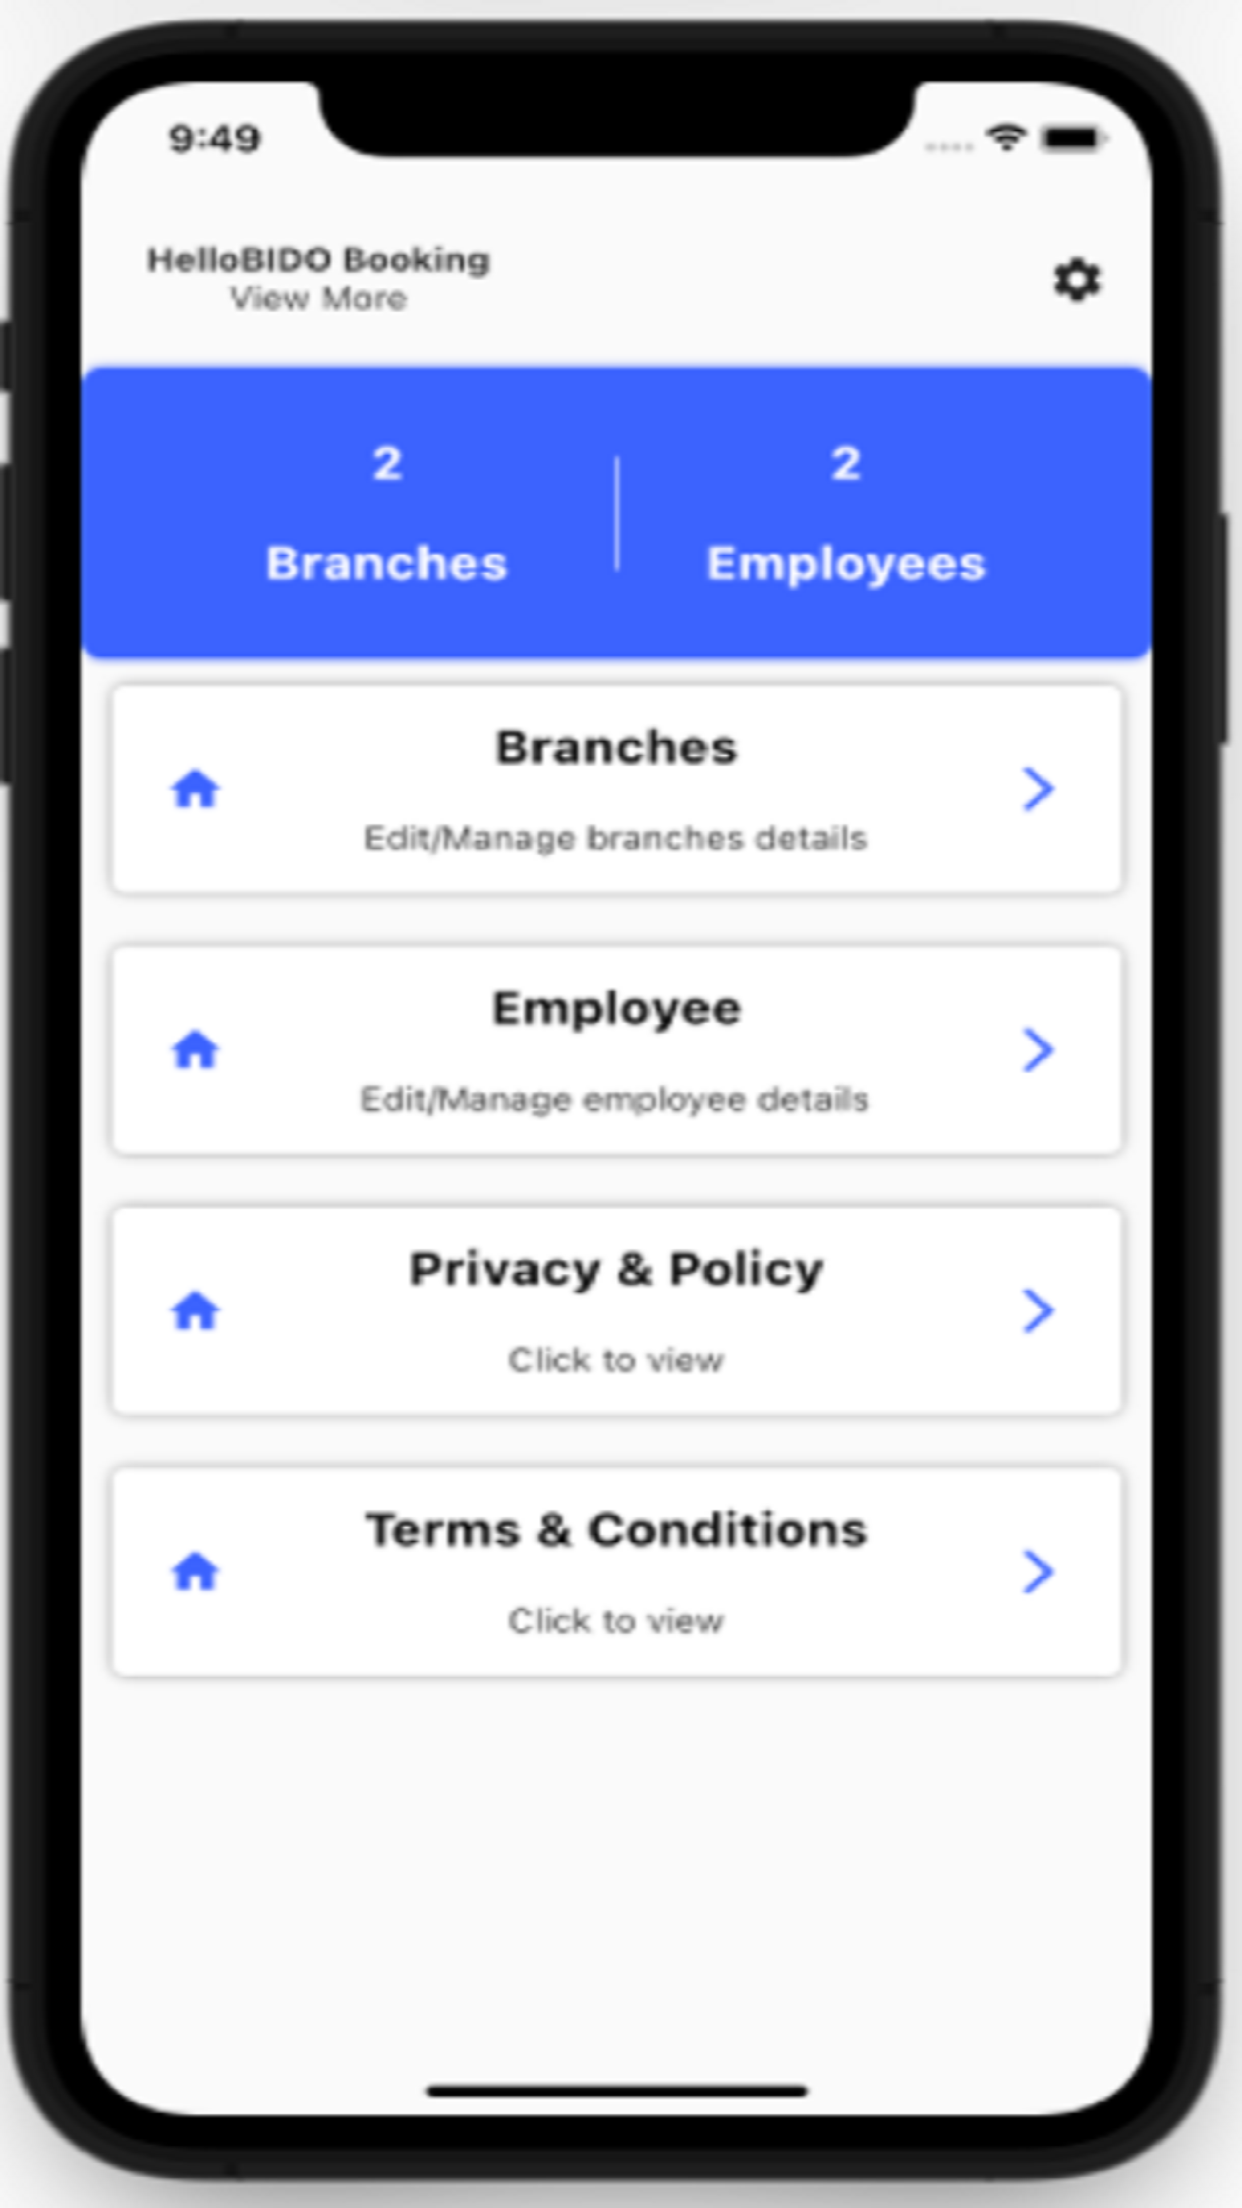 9:49
HelloBIDO Booking
View More
2
Branches
2
Employees
Branches
Edit/Manage branches details
Employee
Edit/Manage employee details
Privacy & Policy
Click to view
Terms & Conditions
Click to view